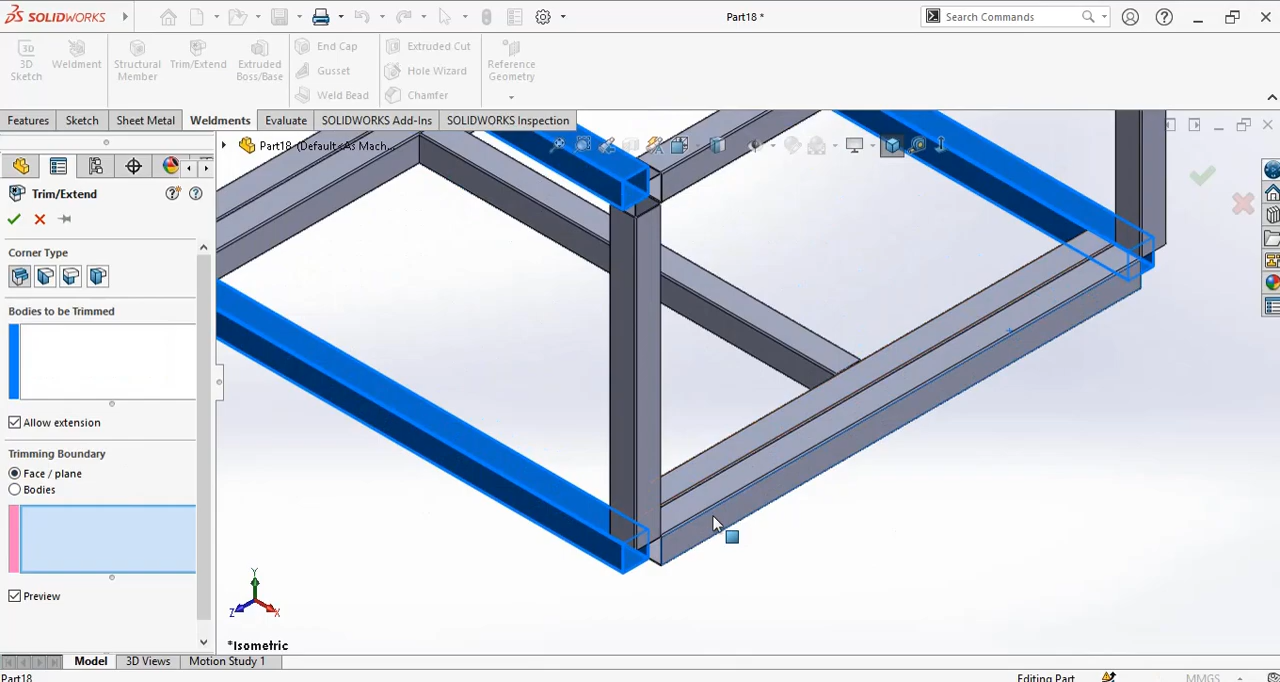 SOLIDWORKS
Part18 *
Search Commands
3D Sketch
Weldment
Structural Member
Trim/Extend
Extruded Boss/Base
End Cap
Gusset
Weld Bead
Extruded Cut
Hole Wizard
Chamfer
Reference Geometry
Features
Sketch
Sheet Metal
Weldments
Evaluate
SOLIDWORKS Add-Ins
SOLIDWORKS Inspection
Part18 (Default<As Mach...
Trim/Extend
Corner Type
Bodies to be Trimmed
Allow extension
Trimming Boundary
Face / plane
Bodies
Preview
Y
Z
X
*Isometric
Model
3D Views
Motion Study 1
Part18
Editing Part
MMGS